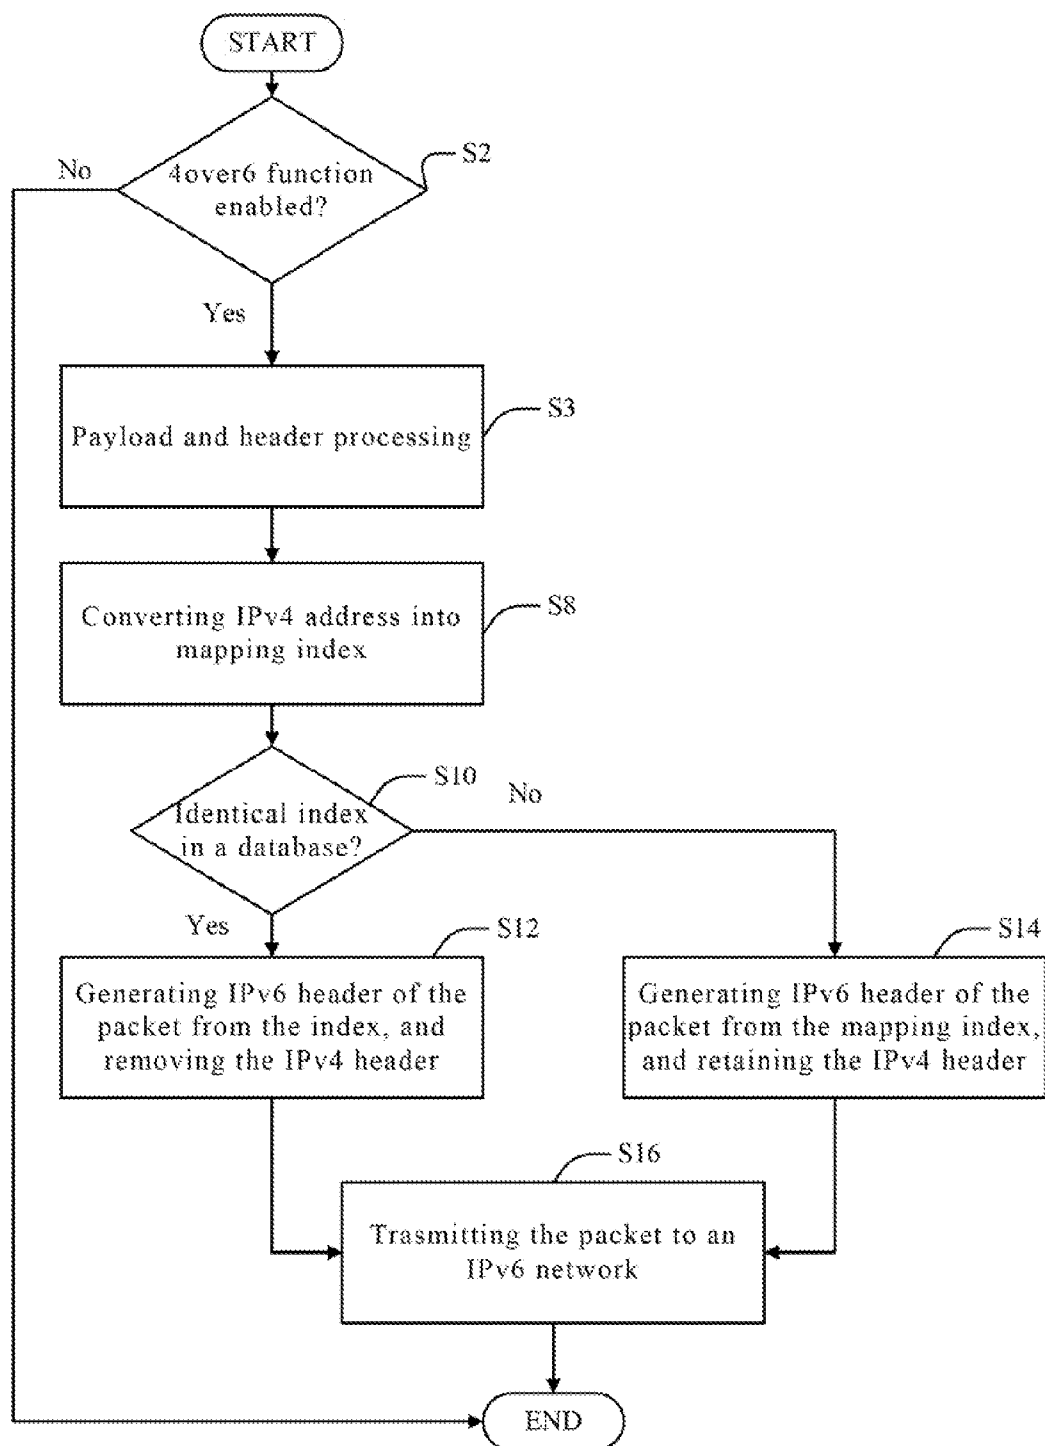 START
4over6 function
enabled?
S2
No
Yes
Payload and header processing
S3
Converting IPv4 address into
mapping index
S8
Identical index
in a database?
S10
No
Yes
Generating IPv6 header of the
packet from the index, and
removing the IPv4 header
S12
Generating IPv6 header of the
packet from the mapping index,
and retaining the IPv4 header
S14
Trasmitting the packet to an
IPv6 network
S16
END